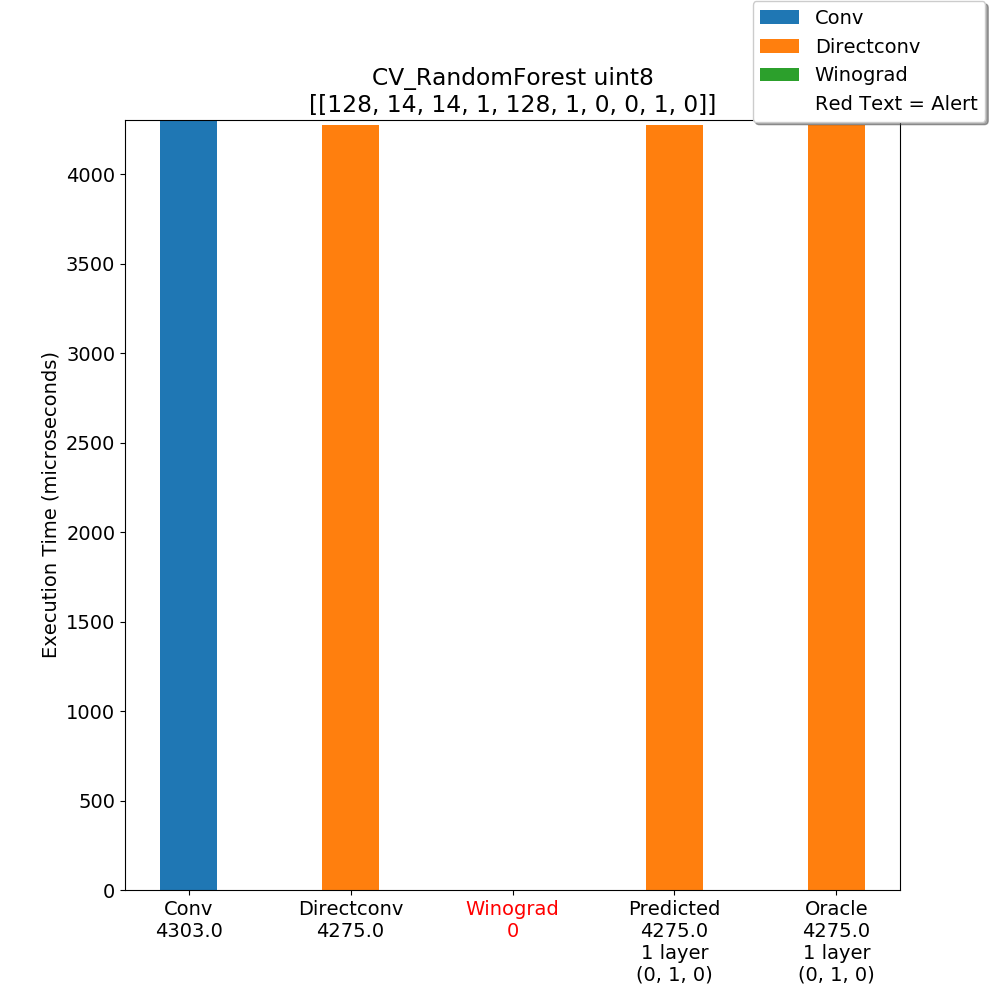 Conv
Directconv
Winograd
Red Text = Alert
CV_RandomForest uint8
[[128, 14, 14, 1, 128, 1, 0, 0, 1, 0]]
Execution Time (microseconds)
4000
3500
3000
2500
2000
1500
1000
500
0
Conv
4303.0
Directconv
4275.0
Winograd
0
Predicted
4275.0
1 layer
(0, 1, 0)
Oracle
4275.0
1 layer
(0, 1, 0)